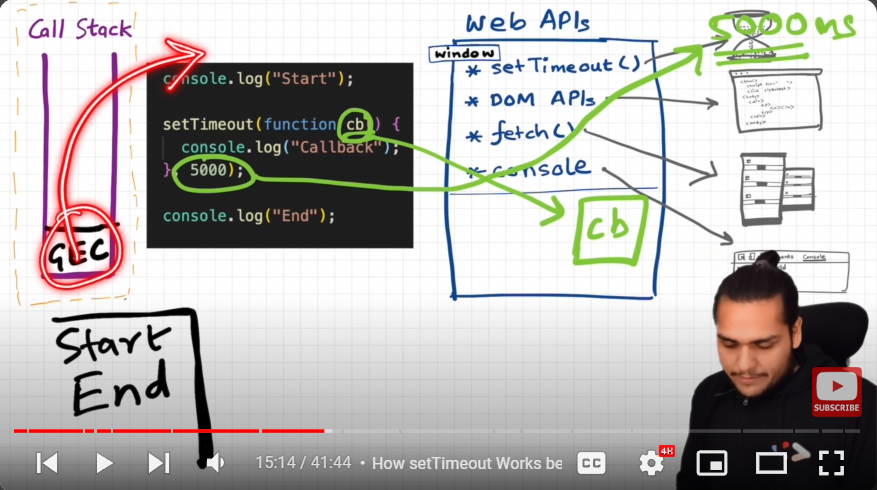 Call Stack
GEC
console.log("Start");
setTimeout(function cb() {
console.log("Callback");
}, 5000);
console.log("End");
Start
End
Web APIs
window
* setTimeout()
* DOM APIs
* fetch()
* console
cb
5000ms
Console
SUBSCRIBE
15:14 / 41:44 • How setTimeout Works be
CC
4K